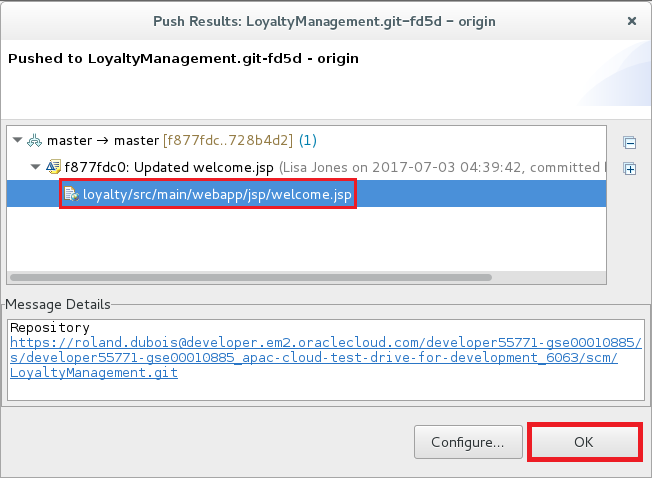 Push Results: LoyaltyManagement.git-fd5d - origin
Pushed to LoyaltyManagement.git-fd5d - origin
master → master [f877fdc..728b4d2] (1)
f877fdc0: Updated welcome.jsp (Lisa Jones on 2017-07-03 04:39:42, committed
loyalty/src/main/webapp/jsp/welcome.jsp
Message Details
Repository
https://roland.dubois@developer.em2.oraclecloud.com/developer55771-gse00010885/
s/developer55771-gse00010885_apac-cloud-test-drive-for-development_6063/scm/
LoyaltyManagement.git
Configure...
OK